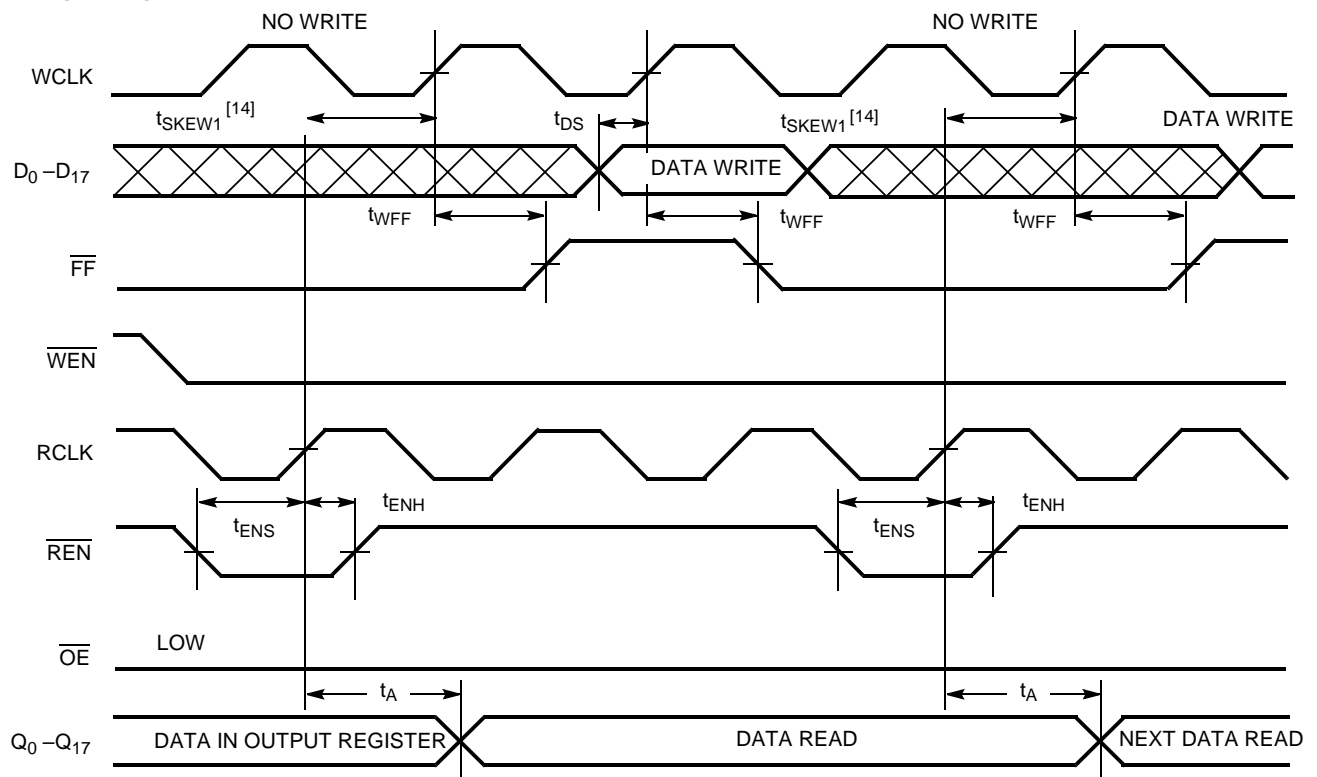 NO WRITE NO WRITE
WCLK
tSKEW1 [14] tDS tSKEW1 [14] DATA WRITE
D0 –D17 DATA WRITE
tWFF tWFF tWFF
FF
WEN
RCLK
tENS tENH tENS tENH
REN
LOW
OE
tA tA
Q0 –Q17 DATA IN OUTPUT REGISTER DATA READ NEXT DATA READ